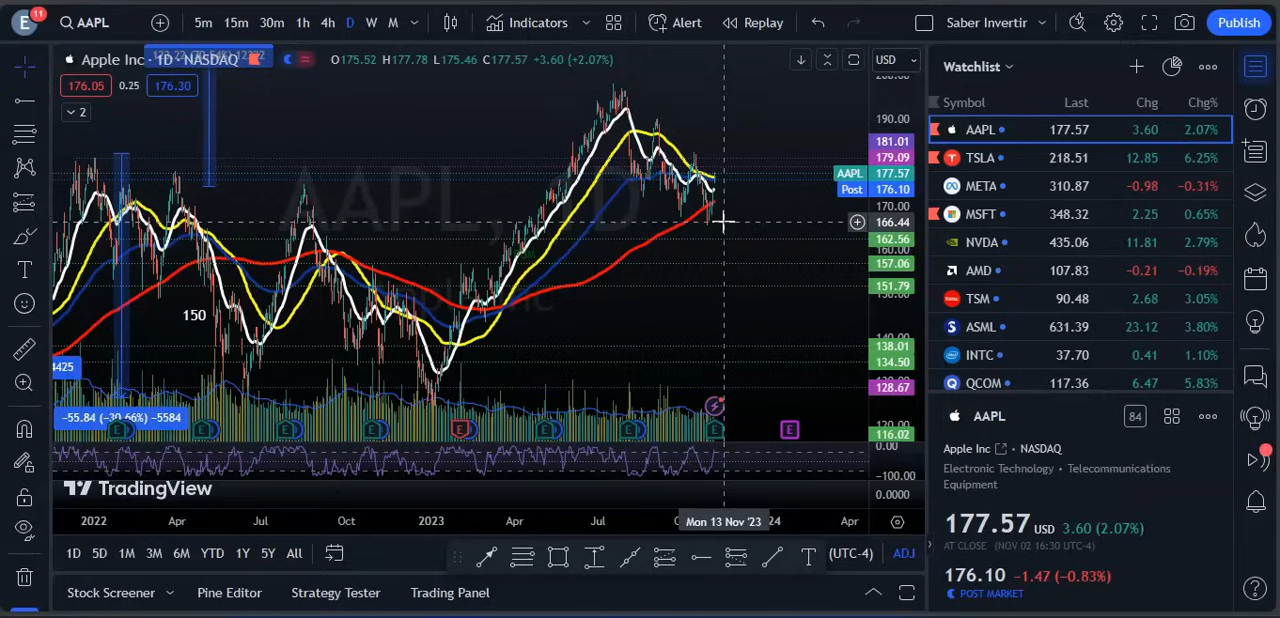 E 11 AAPL 5m 15m 30m 1h 4h D W M Indicators Alert Replay Saber Invertir Publish
Apple Inc · 1D · NASDAQ O175.52 H177.78 L175.46 C177.57 +3.60 (+2.07%) USD
176.05 0.25 176.30
2
190.00
181.01
179.09
AAPL 177.57
Post 176.10
170.00
166.44
162.56
160.00
157.06
151.79
150
138.01
134.50
128.67
4425
−55.84 (−30.66%) −5584
116.02
0.00
−100.00
0.0000
TradingView
2022 Apr Jul Oct 2023 Apr Jul Mon 13 Nov '23 24 Apr
1D 5D 1M 3M 6M YTD 1Y 5Y All T (UTC-4) ADJ
Stock Screener Pine Editor Strategy Tester Trading Panel
Watchlist
Symbol Last Chg Chg%
AAPL 177.57 3.60 2.07%
TSLA 218.51 12.85 6.25%
META 310.87 −0.98 −0.31%
MSFT 348.32 2.25 0.65%
NVDA 435.06 11.81 2.79%
AMD 107.83 −0.21 −0.19%
TSM 90.48 2.68 3.05%
ASML 631.39 23.12 3.80%
INTC 37.70 0.41 1.10%
QCOM 117.36 6.47 5.83%
AAPL 84
Apple Inc · NASDAQ
Electronic Technology · Telecommunications
Equipment
177.57 USD 3.60 (2.07%)
AT CLOSE (NOV 02 16:30 UTC-4)
176.10 −1.47 (−0.83%)
POST MARKET